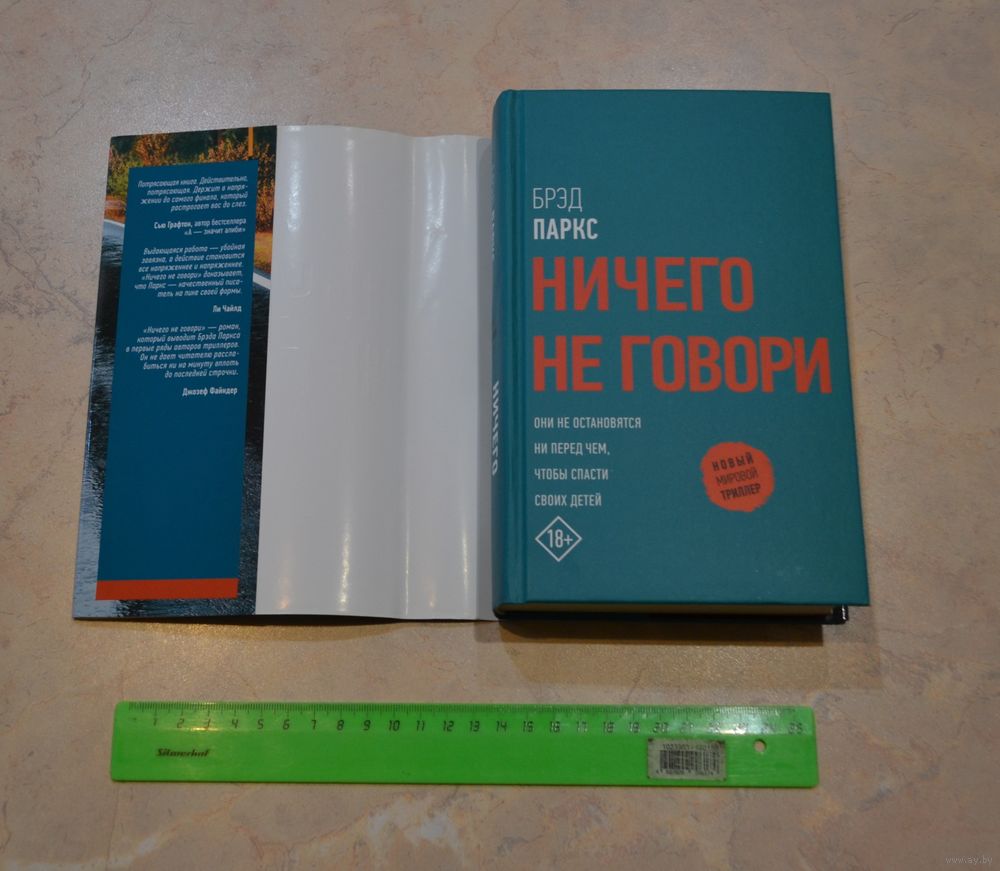 Потрясающая книга. Действительно,
потрясающая. Держит в напря-
жении до самого финала, который
растрогает вас до слез.
Сью Графтон, автор бестселлера
«А — значит алиби»
Выдающаяся работа — убойная
завязка, а действие становится
все напряженнее и напряженнее.
«Ничего не говори» доказывает,
что Паркс — качественный писа-
тель на пике своей формы.
Ли Чайлд
«Ничего не говори» — роман,
который выводит Брэда Паркса
в первые ряды авторов триллеров.
Он не дает читателю рассла-
биться ни на минуту вплоть
до последней строчки.
Джозеф Файндер
НИЧЕГО
БРЭД
ПАРКС
НИЧЕГО
НЕ ГОВОРИ
ОНИ НЕ ОСТАНОВЯТСЯ
НИ ПЕРЕД ЧЕМ,
ЧТОБЫ СПАСТИ
СВОИХ ДЕТЕЙ
НОВЫЙ
МИРОВОЙ
ТРИЛЛЕР
18+
1 2 3 4 5 6 7 8 9 10 11 12 13 14 15 16 17 18 19 20 21
Silwerhof
www.ay.by